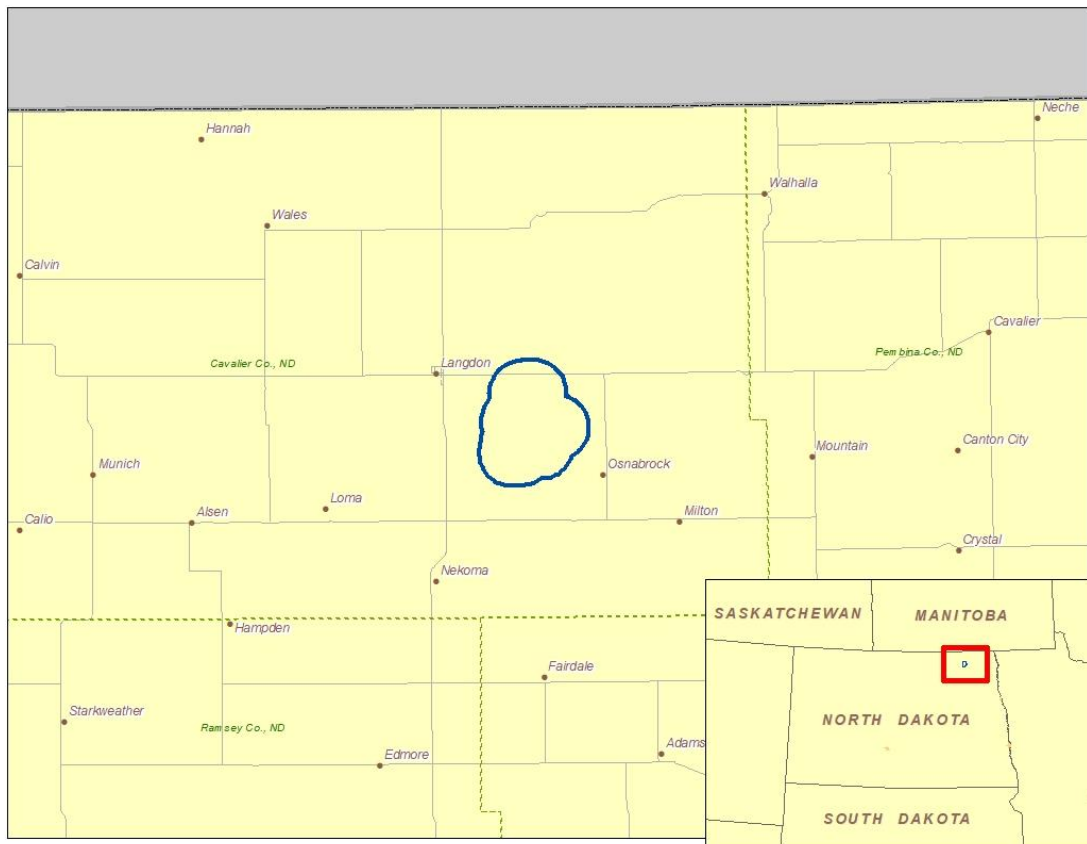 Neche
Hannah
Walhalla
Wales
Calvin
Cavalier
Cavalier Co., ND
Langdon
Pembina Co., ND
Munich
Osnabrock
Mountain
Canton City
Loma
Calio
Alsen
Milton
Crystal
Nekoma
SASKATCHEWAN
MANITOBA
Hampden
Fairdale
Starkweather
Ramsey Co., ND
NORTH DAKOTA
Edmore
Adams
SOUTH DAKOTA